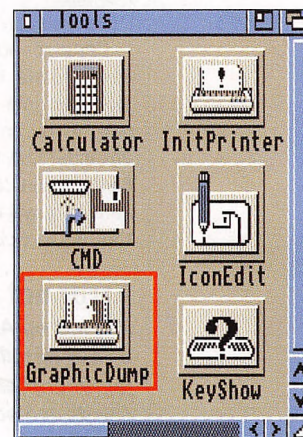 Tools
Calculator InitPrinter
CMD IconEdit
GraphicDump KeyShow